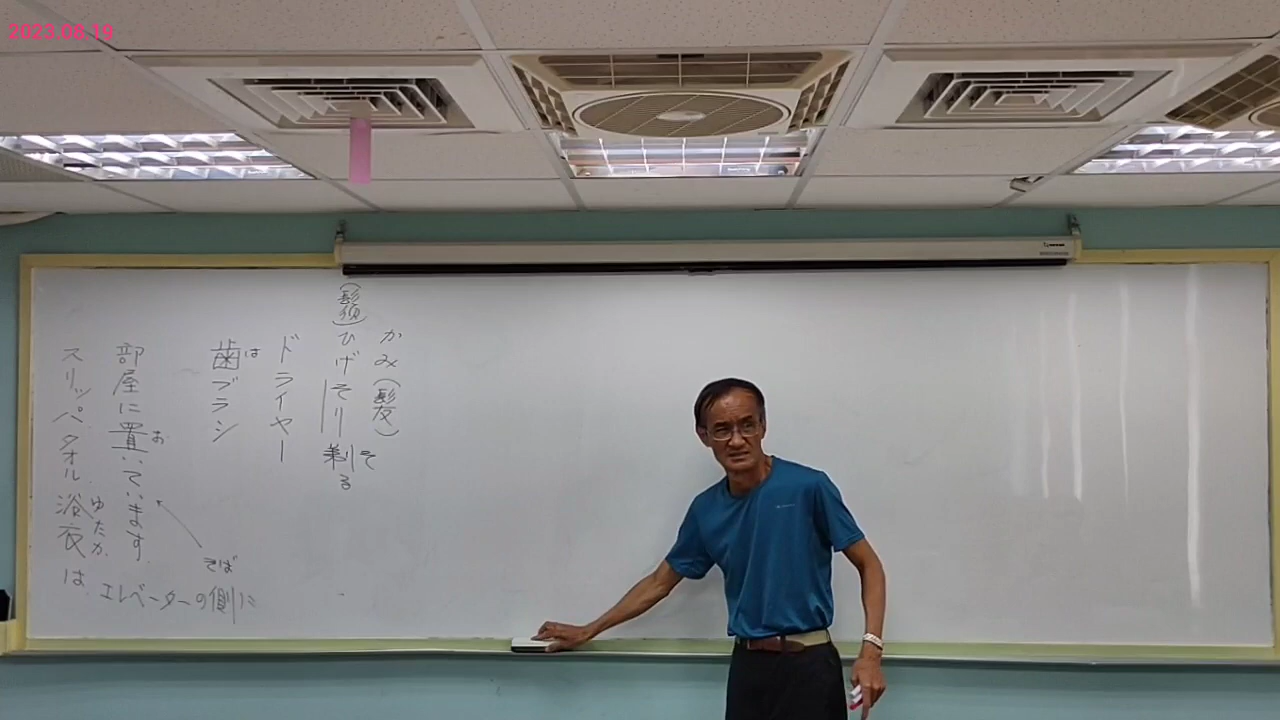 2023.08.19
かみ(髪)
(鬚)ひげそり 剃る
そ
ドライヤー
歯ブラシ
は
部屋に置いています
お
スリッパ タオル 浴衣は
ゆたか
エレベーターの側に
そば